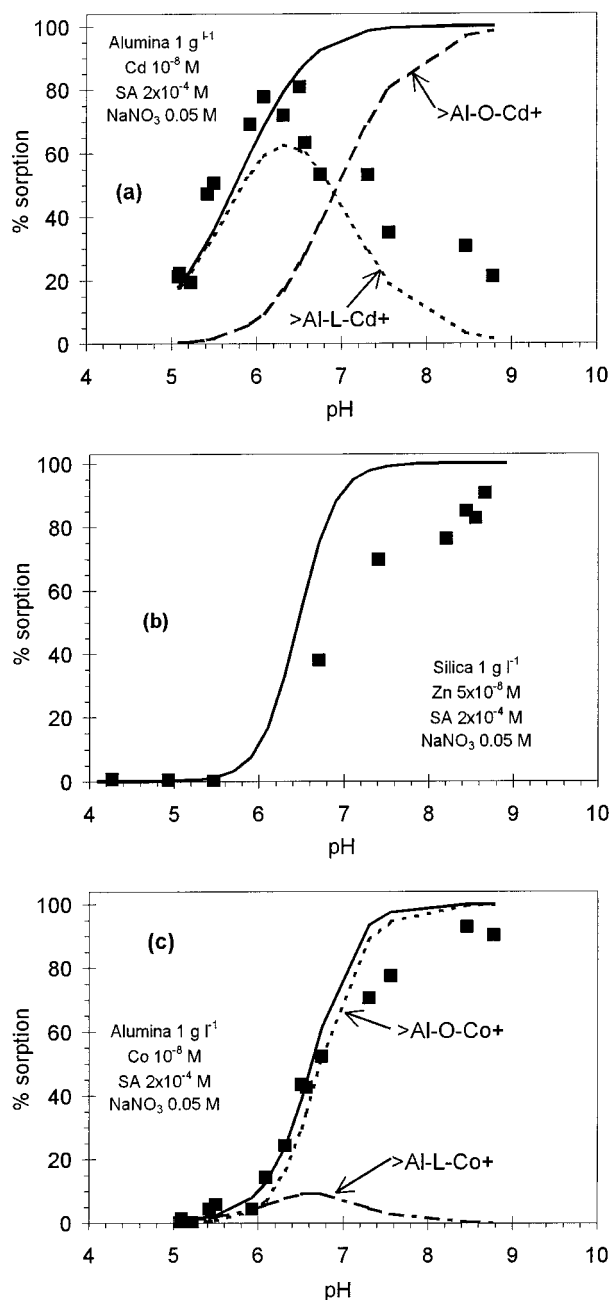 100
80
60
40
20
0
% sorption
Alumina 1 g l-1
Cd 10-8 M
SA 2x10-4 M
NaNO3 0.05 M
(a)
>Al-O-Cd+
>Al-L-Cd+
4 5 6 7 8 9 10
pH
100
80
60
40
20
0
% sorption
(b)
Silica 1 g l-1
Zn 5x10-8 M
SA 2x10-4 M
NaNO3 0.05 M
4 5 6 7 8 9 10
pH
100
80
60
40
20
0
% sorption
(c)
Alumina 1 g l-1
Co 10-8 M
SA 2x10-4 M
NaNO3 0.05 M
>Al-O-Co+
>Al-L-Co+
4 5 6 7 8 9 10
pH